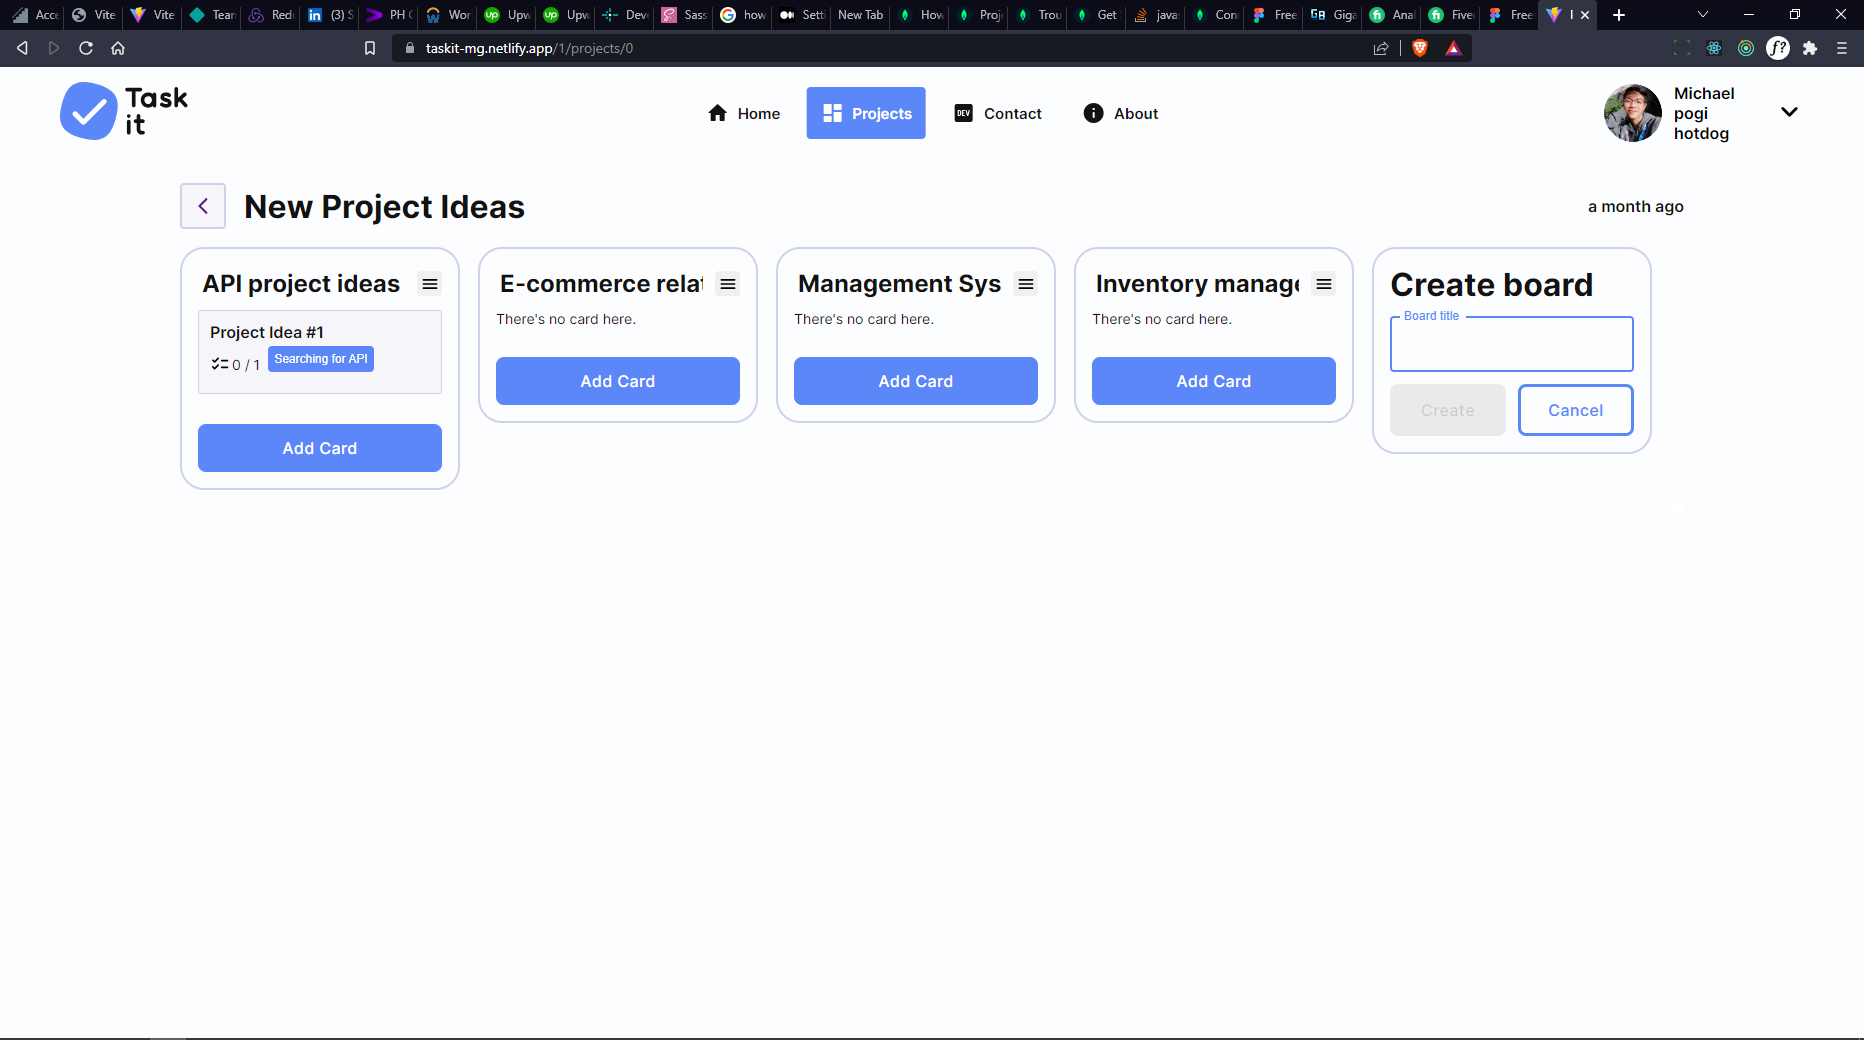 Acce
Vite
Vite
Team
Redu
(3) S
PH C
Wor
Upw
Upw
Deve
Sass
how
Sett
New Tab
How
Proj
Trou
Get
java
Con
Free
Giga
Anal
Five
Free
taskit-mg.netlify.app/1/projects/0
Task
it
Home
Projects
DEV
Contact
About
Michael
pogi
hotdog
New Project Ideas
a month ago
API project ideas
Project Idea #1
0 / 1
Searching for API
Add Card
E-commerce relat
There's no card here.
Add Card
Management Sys
There's no card here.
Add Card
Inventory manage
There's no card here.
Add Card
Create board
Board title
Create
Cancel